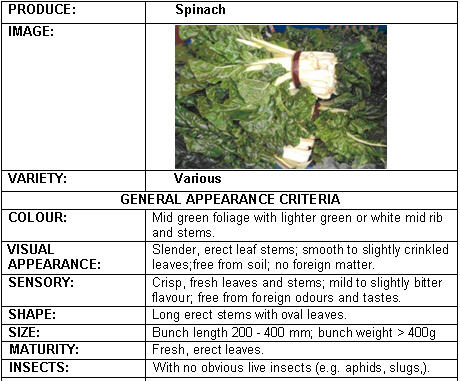 PRODUCE: Spinach
IMAGE:
VARIETY: Various
GENERAL APPEARANCE CRITERIA
COLOUR: Mid green foliage with lighter green or white mid rib
and stems.
VISUAL Slender, erect leaf stems; smooth to slightly crinkled
APPEARANCE: leaves;free from soil; no foreign matter.
SENSORY: Crisp, fresh leaves and stems; mild to slightly bitter
flavour; free from foreign odours and tastes.
SHAPE: Long erect stems with oval leaves.
SIZE: Bunch length 200 - 400 mm; bunch weight > 400g
MATURITY: Fresh, erect leaves.
INSECTS: With no obvious live insects (e.g. aphids, slugs,).